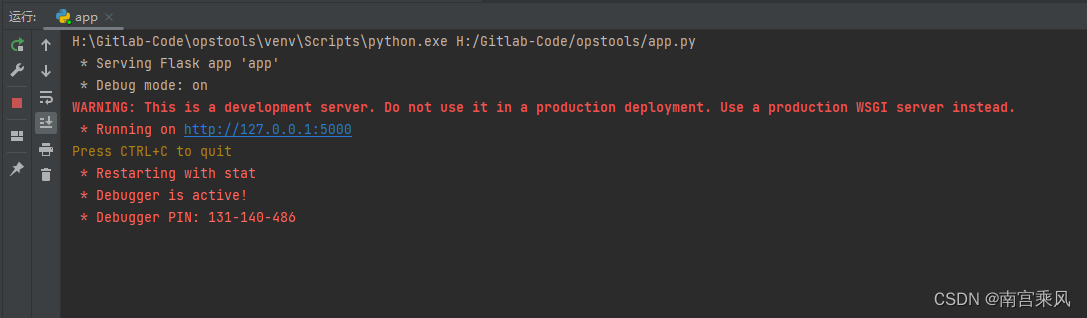 运行: app
H:\Gitlab-Code\opstools\venv\Scripts\python.exe H:/Gitlab-Code/opstools/app.py
* Serving Flask app 'app'
* Debug mode: on
WARNING: This is a development server. Do not use it in a production deployment. Use a production WSGI server instead.
* Running on http://127.0.0.1:5000
Press CTRL+C to quit
* Restarting with stat
* Debugger is active!
* Debugger PIN: 131-140-486
CSDN @南宫乘风